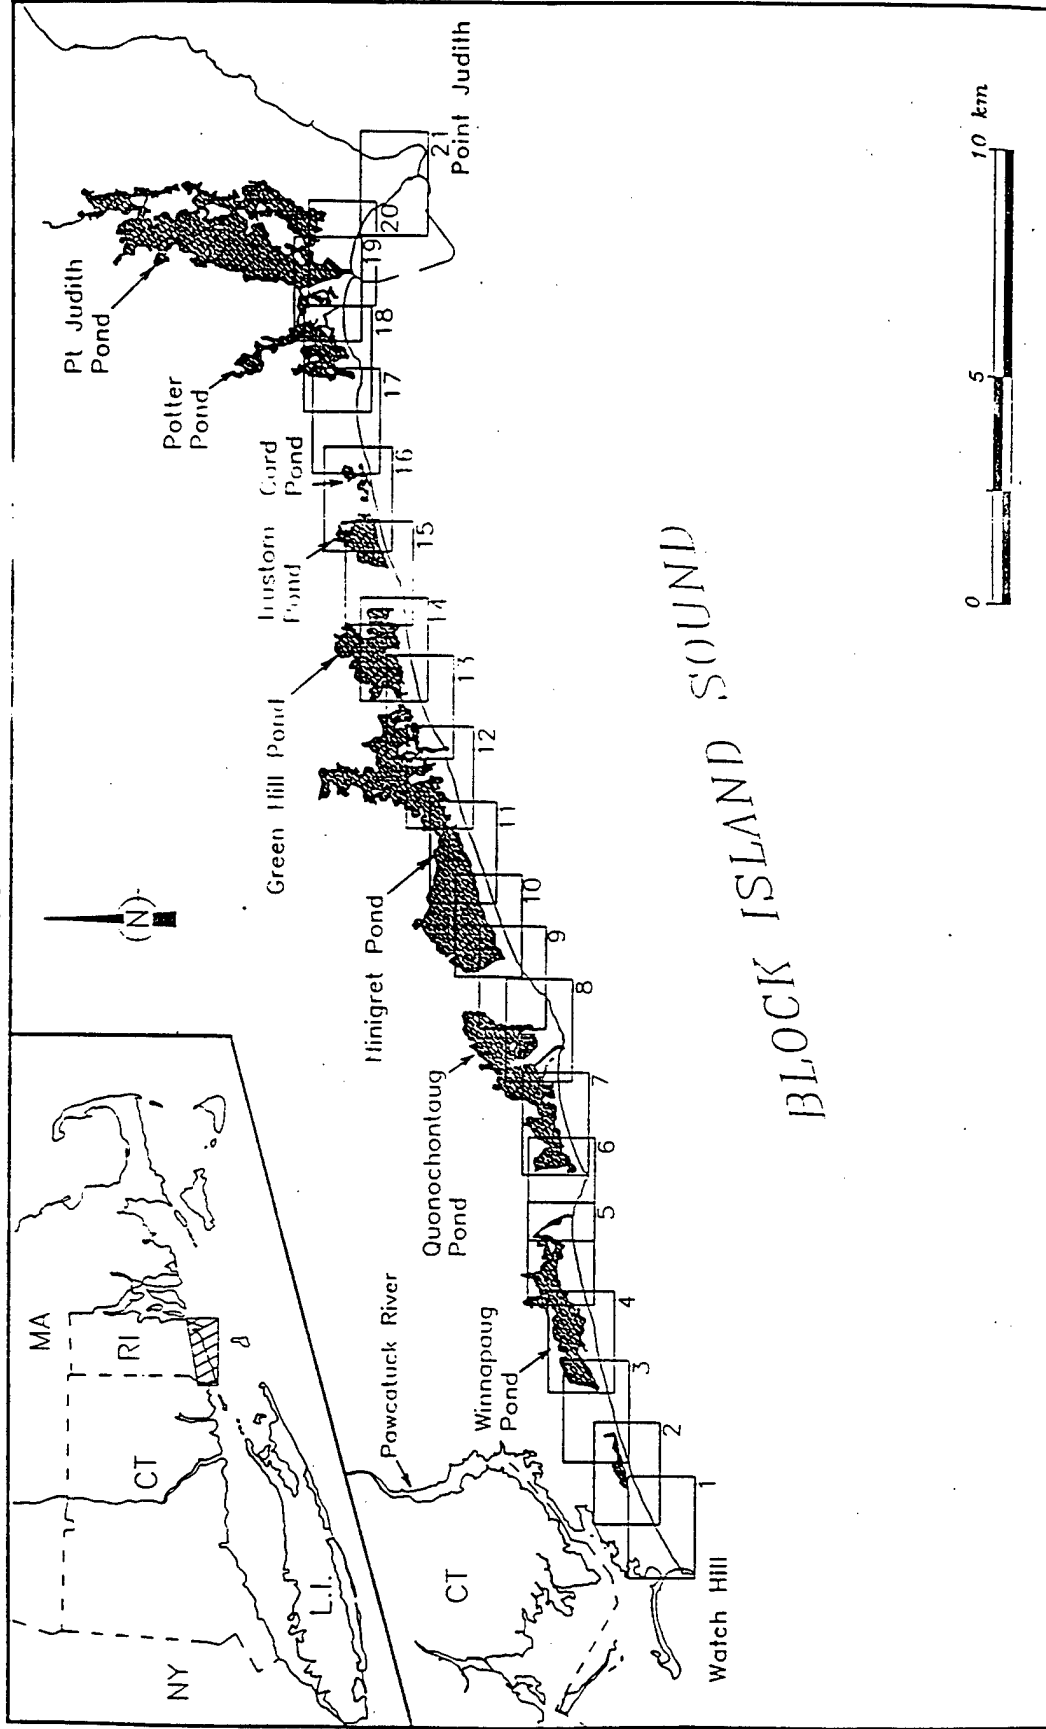 NY
CT
MA
RI
L.I.
CT
Pawcatuck River
Watch Hill
Winnapaug
Pond
Quonochontaug
Pond
Ninigret Pond
Green Hill Pond
Trustom
Pond
Card
Pond
Potter
Pond
Pt Judith
Pond
Point Judith
N
1
2
3
4
5
6
7
8
9
10
11
12
13
14
15
16
17
18
19
20
21
BLOCK ISLAND SOUND
0
5
10 km